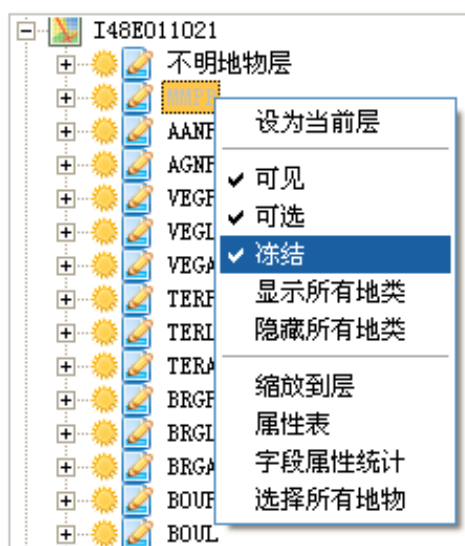 I48E011021
不明地物层
设为当前层
AANP
AGNP
可见
VEGP
可选
VEGL
冻结
VEGA
显示所有地类
TERP
隐藏所有地类
TERL
TERA
缩放到层
BRGP
属性表
BRGL
字段属性统计
BRGA
选择所有地物
BOUP
BOUL